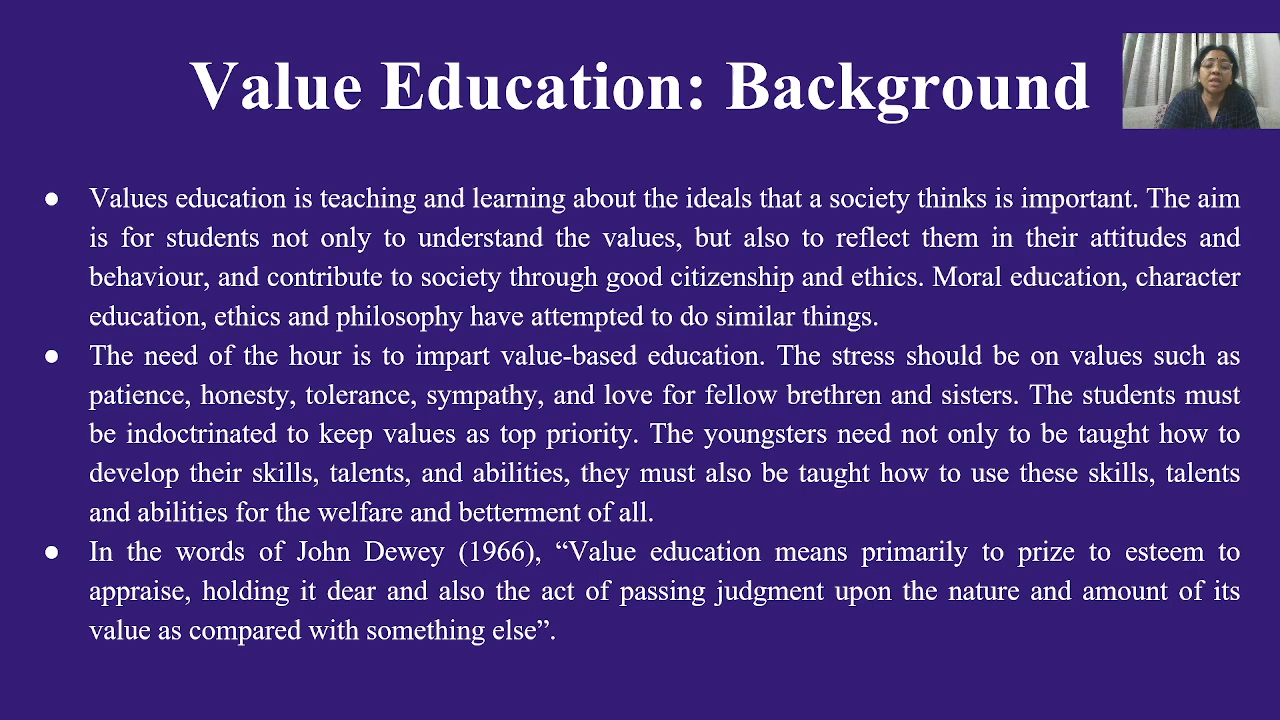 Value Education: Background
● Values education is teaching and learning about the ideals that a society thinks is important. The aim
is for students not only to understand the values, but also to reflect them in their attitudes and
behaviour, and contribute to society through good citizenship and ethics. Moral education, character
education, ethics and philosophy have attempted to do similar things.
● The need of the hour is to impart value-based education. The stress should be on values such as
patience, honesty, tolerance, sympathy, and love for fellow brethren and sisters. The students must
be indoctrinated to keep values as top priority. The youngsters need not only to be taught how to
develop their skills, talents, and abilities, they must also be taught how to use these skills, talents
and abilities for the welfare and betterment of all.
● In the words of John Dewey (1966), “Value education means primarily to prize to esteem to
appraise, holding it dear and also the act of passing judgment upon the nature and amount of its
value as compared with something else”.